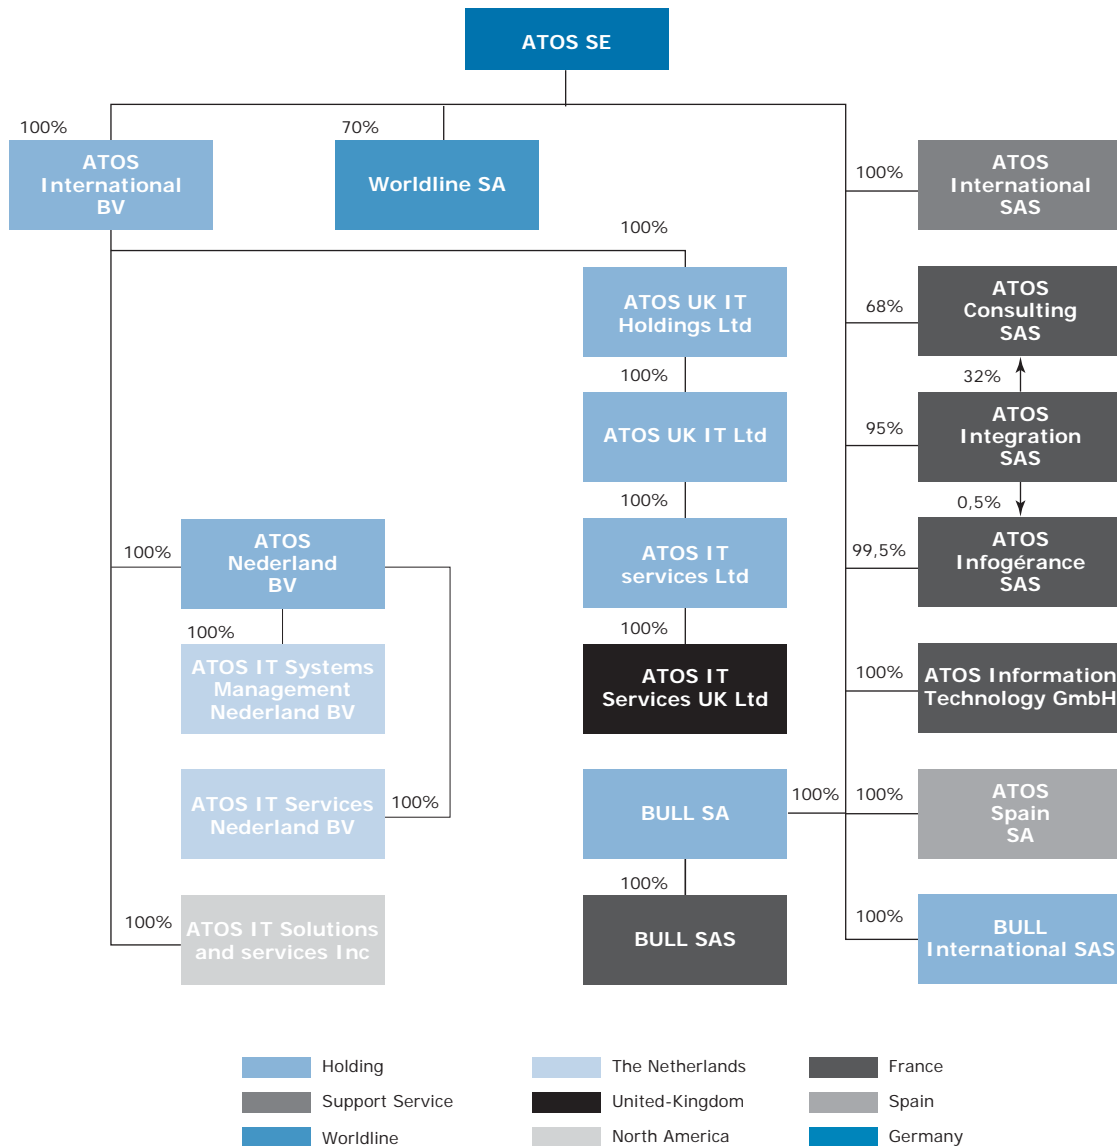 ATOS SE
100%
ATOS
International
BV
70%
Worldline SA
100%
ATOS
International
SAS
100%
ATOS UK IT
Holdings Ltd
68%
ATOS
Consulting
SAS
100%
ATOS UK IT Ltd
32%
95%
ATOS
Integration
SAS
100%
ATOS IT
services Ltd
0,5%
99,5%
ATOS
Infogérance
SAS
100%
ATOS
Nederland
BV
100%
ATOS IT Systems
Management
Nederland BV
100%
ATOS IT
Services UK Ltd
100%
ATOS Information
Technology GmbH
ATOS IT Services
Nederland BV
100%
BULL SA
100%
100%
ATOS
Spain
SA
100%
ATOS IT Solutions
and services Inc
100%
BULL SAS
100%
BULL
International SAS
Holding
The Netherlands
France
Support Service
United-Kingdom
Spain
Worldline
North America
Germany